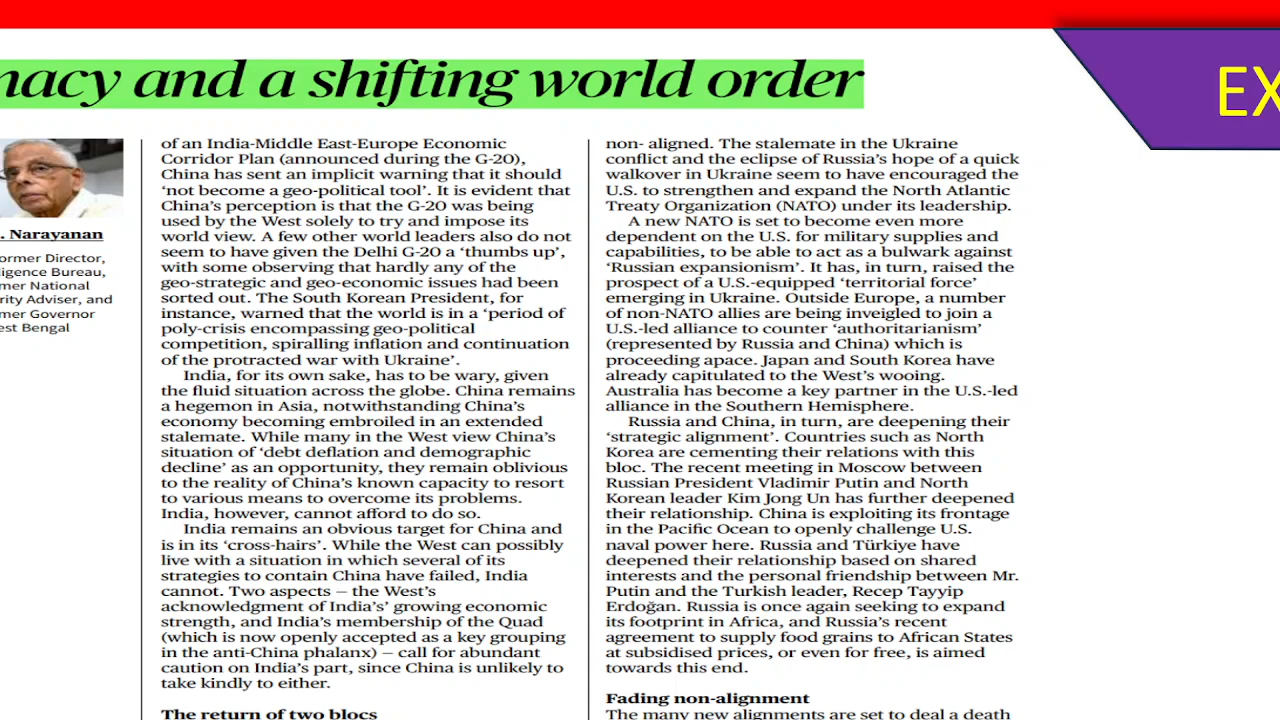 macy and a shifting world order
EX
. Narayanan
ormer Director,
ligence Bureau,
mer National
rity Adviser, and
mer Governor
est Bengal
of an India-Middle East-Europe Economic
Corridor Plan (announced during the G-20),
China has sent an implicit warning that it should
‘not become a geo-political tool’. It is evident that
China’s perception is that the G-20 was being
used by the West solely to try and impose its
world view. A few other world leaders also do not
seem to have given the Delhi G-20 a ‘thumbs up’,
with some observing that hardly any of the
geo-strategic and geo-economic issues had been
sorted out. The South Korean President, for
instance, warned that the world is in a ‘period of
poly-crisis encompassing geo-political
competition, spiralling inflation and continuation
of the protracted war with Ukraine’.
India, for its own sake, has to be wary, given
the fluid situation across the globe. China remains
a hegemon in Asia, notwithstanding China’s
economy becoming embroiled in an extended
stalemate. While many in the West view China’s
situation of ‘debt deflation and demographic
decline’ as an opportunity, they remain oblivious
to the reality of China’s known capacity to resort
to various means to overcome its problems.
India, however, cannot afford to do so.
India remains an obvious target for China and
is in its ‘cross-hairs’. While the West can possibly
live with a situation in which several of its
strategies to contain China have failed, India
cannot. Two aspects — the West’s
acknowledgment of India’s’ growing economic
strength, and India’s membership of the Quad
(which is now openly accepted as a key grouping
in the anti-China phalanx) — call for abundant
caution on India’s part, since China is unlikely to
take kindly to either.
The return of two blocs
non- aligned. The stalemate in the Ukraine
conflict and the eclipse of Russia’s hope of a quick
walkover in Ukraine seem to have encouraged the
U.S. to strengthen and expand the North Atlantic
Treaty Organization (NATO) under its leadership.
A new NATO is set to become even more
dependent on the U.S. for military supplies and
capabilities, to be able to act as a bulwark against
‘Russian expansionism’. It has, in turn, raised the
prospect of a U.S.-equipped ‘territorial force’
emerging in Ukraine. Outside Europe, a number
of non-NATO allies are being inveigled to join a
U.S.-led alliance to counter ‘authoritarianism’
(represented by Russia and China) which is
proceeding apace. Japan and South Korea have
already capitulated to the West’s wooing.
Australia has become a key partner in the U.S.-led
alliance in the Southern Hemisphere.
Russia and China, in turn, are deepening their
‘strategic alignment’. Countries such as North
Korea are cementing their relations with this
bloc. The recent meeting in Moscow between
Russian President Vladimir Putin and North
Korean leader Kim Jong Un has further deepened
their relationship. China is exploiting its frontage
in the Pacific Ocean to openly challenge U.S.
naval power here. Russia and Türkiye have
deepened their relationship based on shared
interests and the personal friendship between Mr.
Putin and the Turkish leader, Recep Tayyip
Erdoğan. Russia is once again seeking to expand
its footprint in Africa, and Russia’s recent
agreement to supply food grains to African States
at subsidised prices, or even for free, is aimed
towards this end.
Fading non-alignment
The many new alignments are set to deal a death